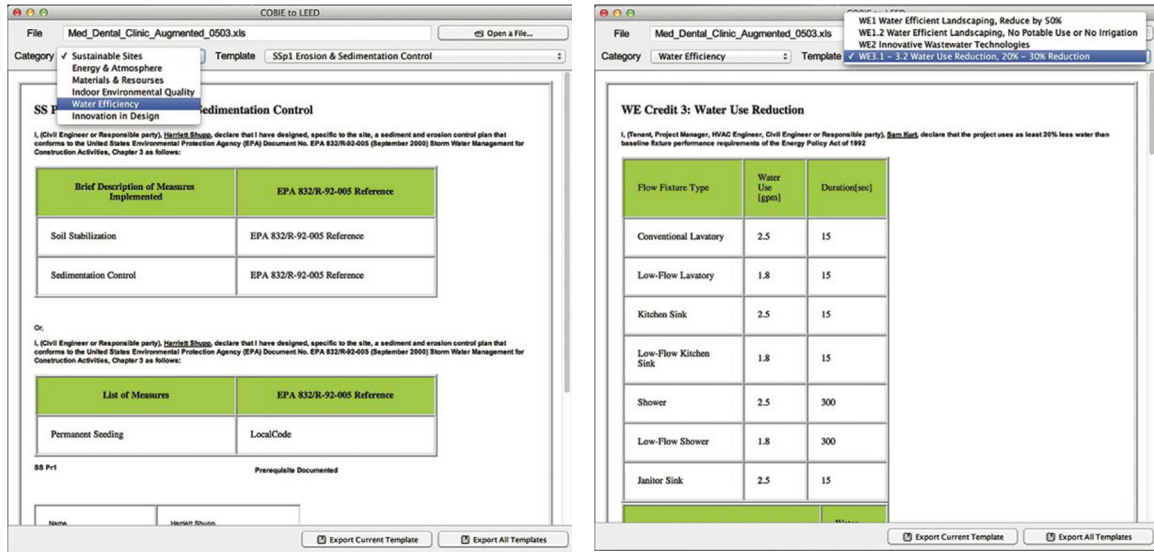 COBIE to LEED
File Med_Dental_Clinic_Augmented_0503.xls Open a File...
Category Template SSp1 Erosion & Sedimentation Control
✓ Sustainable Sites
Energy & Atmosphere
Materials & Resourses
Indoor Environmental Quality
Water Efficiency
Innovation in Design
SS P Sedimentation Control
I, (Civil Engineer or Responsible party), Harriett Shupp, declare that I have designed, specific to the site, a sediment and erosion control plan that
conforms to the United States Environmental Protection Agency (EPA) Document No. EPA 832/R-92-005 (September 2000) Storm Water Management for
Construction Activities, Chapter 3 as follows:
Brief Description of Measures
Implemented
EPA 832/R-92-005 Reference
Soil Stabilization EPA 832/R-92-005 Reference
Sedimentation Control EPA 832/R-92-005 Reference
Or,
I, (Civil Engineer or Responsible party), Harriett Shupp, declare that I have designed, specific to the site, a sediment and erosion control plan that
conforms to the United States Environmental Protection Agency (EPA) Document No. EPA 832/R-92-005 (September 2000) Storm Water Management for
Construction Activities, Chapter 3 as follows:
List of Measures EPA 832/R-92-005 Reference
Permanent Seeding LocalCode
SS Pr1 Prerequisite Documented
Name Harriett Shupp
Export Current Template Export All Templates
COBIE to LEED
File Med_Dental_Clinic_Augmented_0503.xls
Category Water Efficiency Template
WE1 Water Efficient Landscaping, Reduce by 50%
WE1.2 Water Efficient Landscaping, No Potable Use or No Irrigation
WE2 Innovative Wastewater Technologies
✓ WE3.1 - 3.2 Water Use Reduction, 20% - 30% Reduction
WE Credit 3: Water Use Reduction
I, (Tenant, Project Manager, HVAC Engineer, Civil Engineer or Responsible party), Sam Kurt, declare that the project uses as least 20% less water than
baseline fixture performance requirements of the Energy Policy Act of 1992
Flow Fixture Type
Water
Use
[gpm]
Duration[sec]
Conventional Lavatory 2.5 15
Low-Flow Lavatory 1.8 15
Kitchen Sink 2.5 15
Low-Flow Kitchen
Sink
1.8 15
Shower 2.5 300
Low-Flow Shower 1.8 300
Janitor Sink 2.5 15
Water
Export Current Template Export All Templates